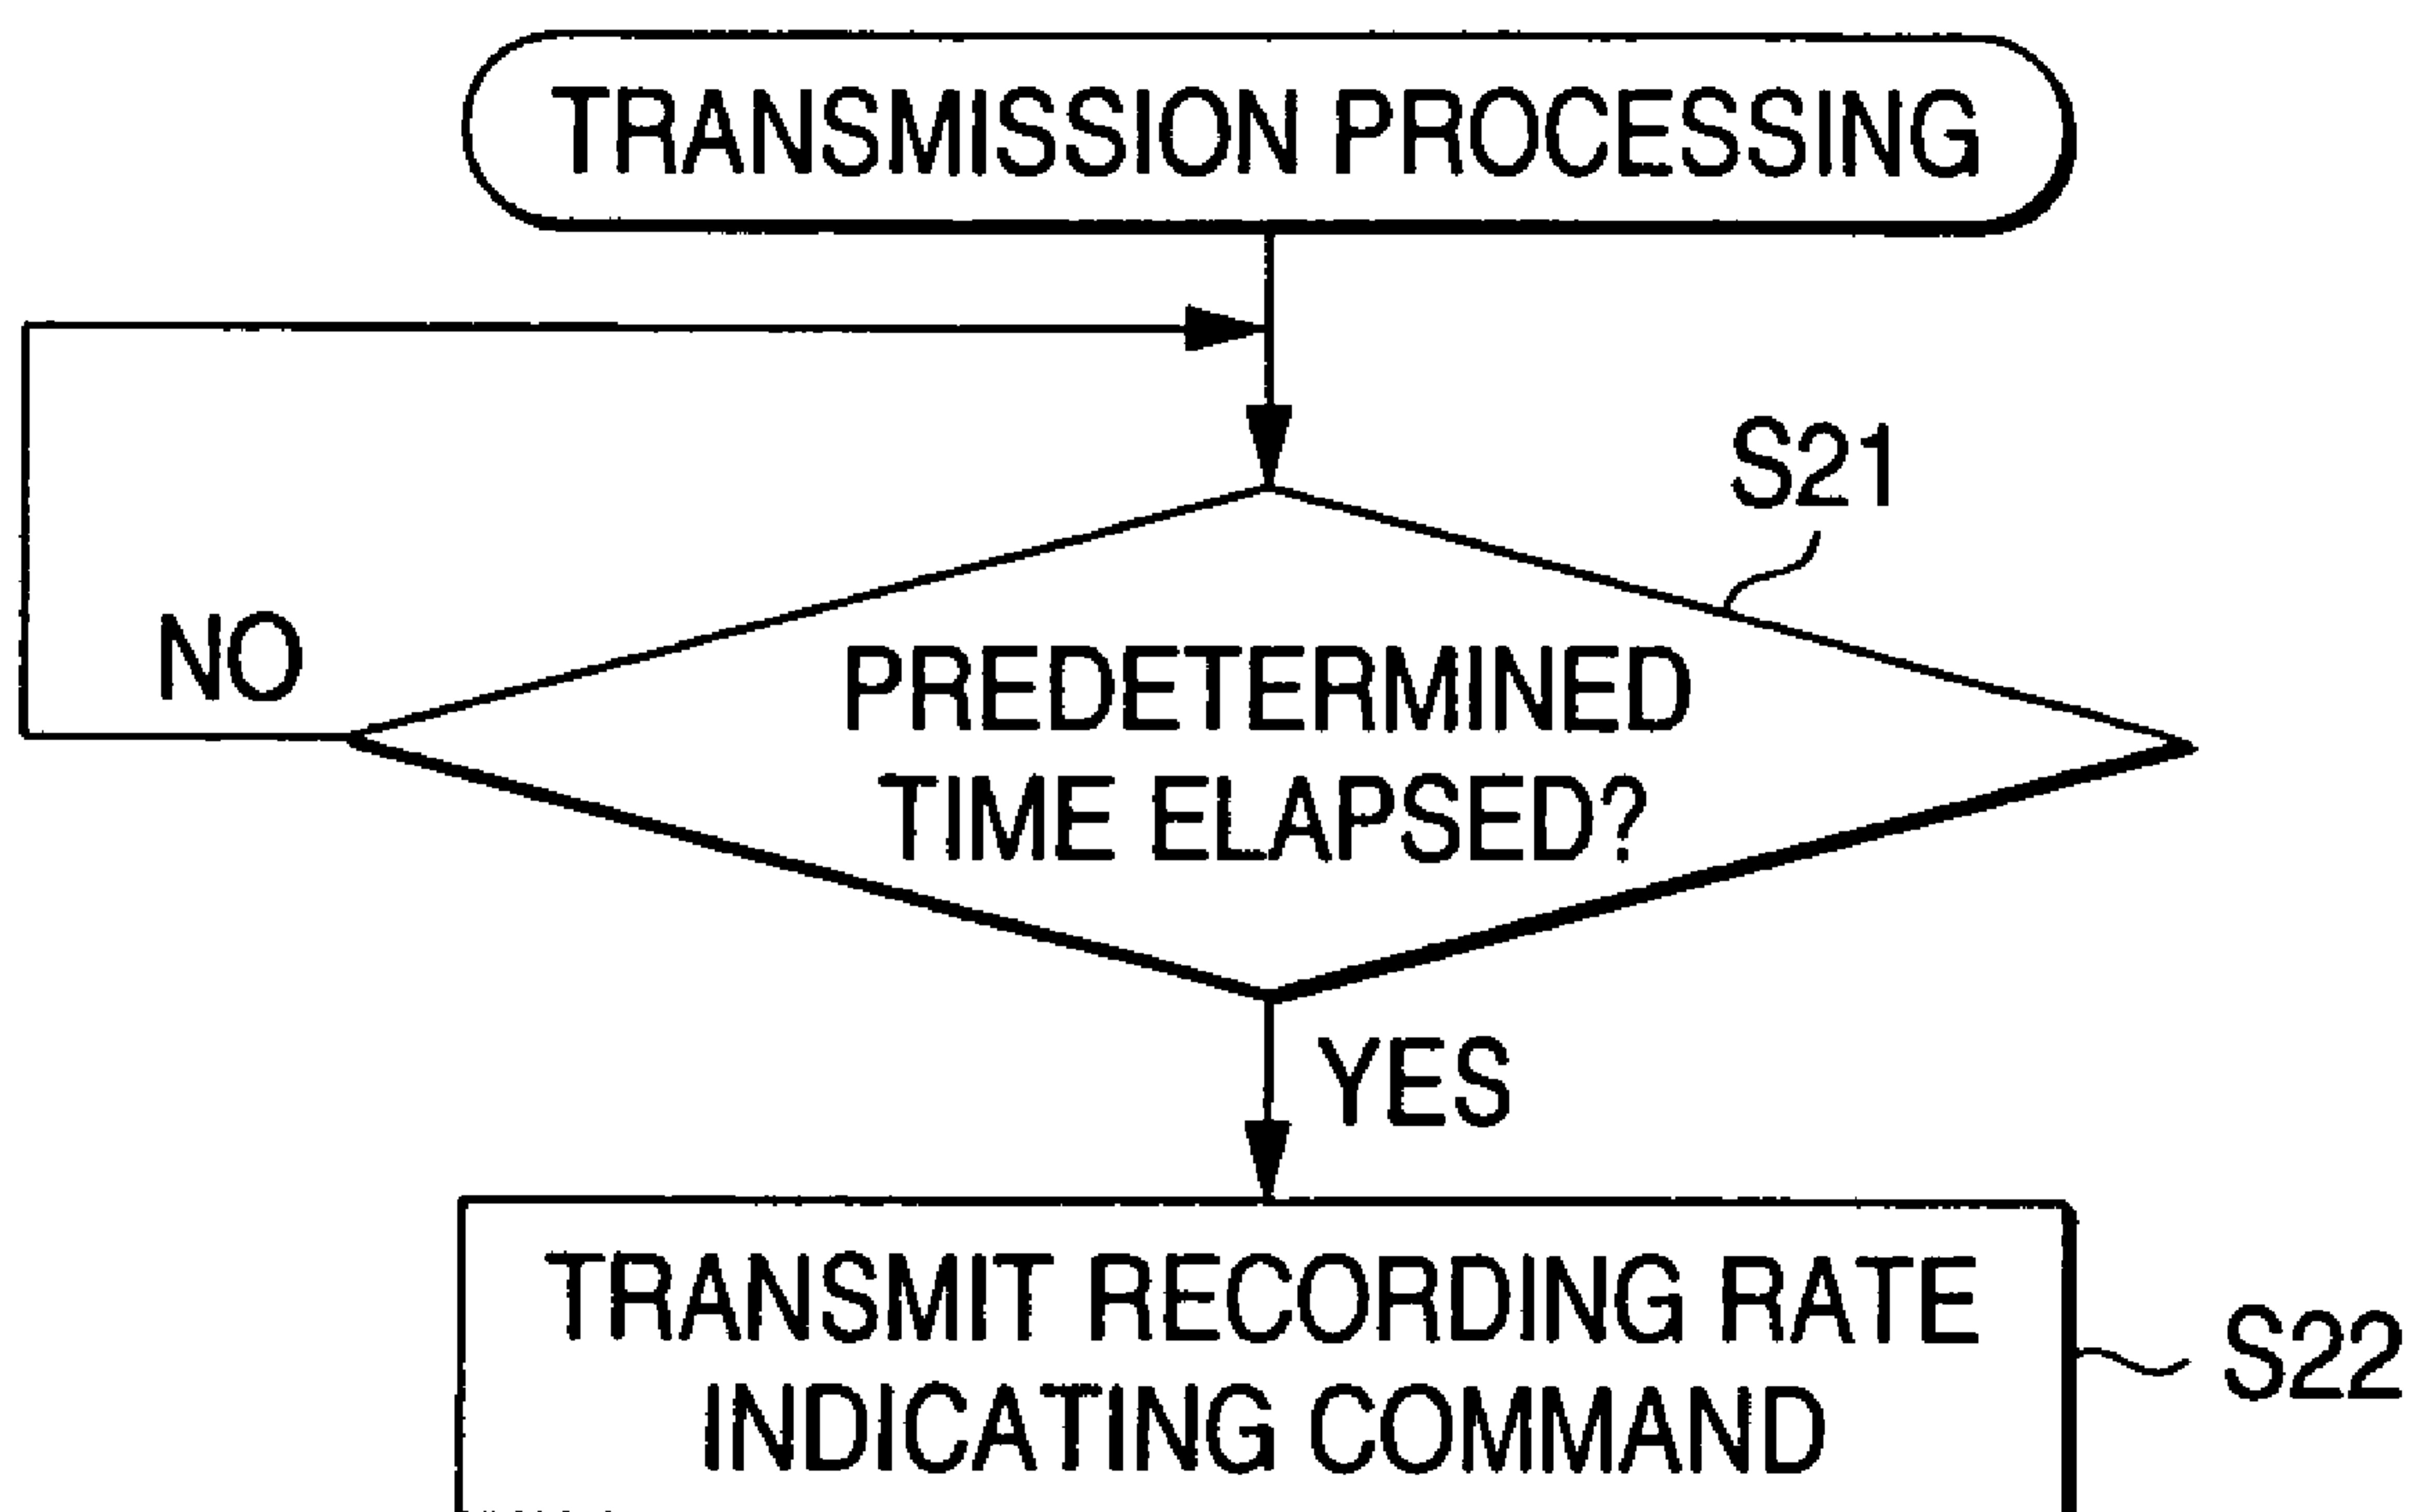 TRANSMISSION PROCESSING
S21
NO
PREDETERMINED
TIME ELAPSED?
YES
TRANSMIT RECORDING RATE
INDICATING COMMAND
S22